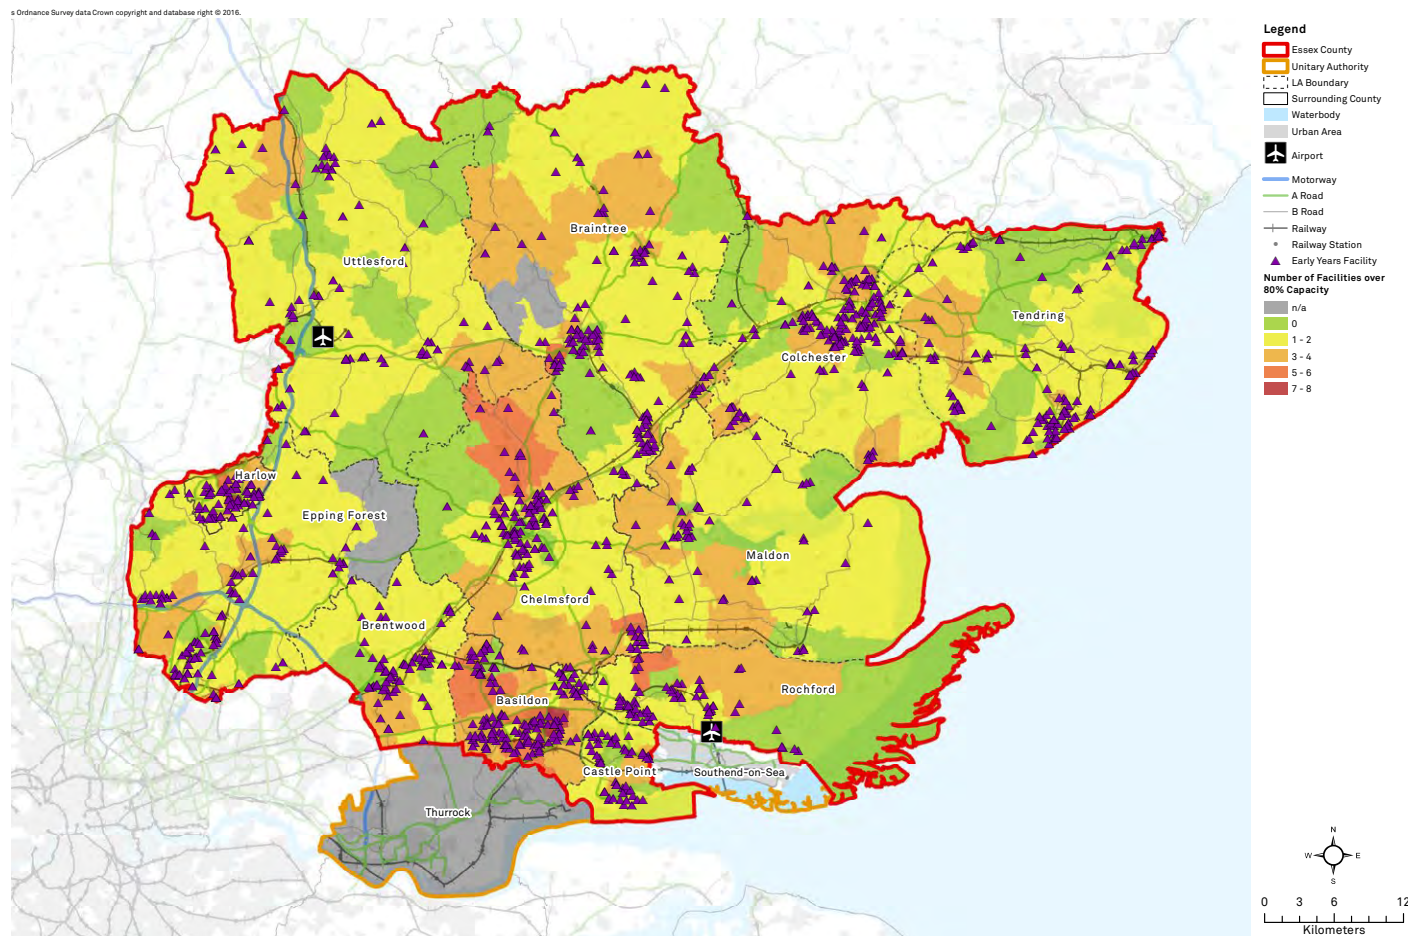 s Ordnance Survey data Crown copyright and database right © 2016.
Legend
Essex County
Unitary Authority
LA Boundary
Surrounding County
Waterbody
Urban Area
Airport
Motorway
A Road
B Road
Railway
Railway Station
Early Years Facility
Number of Facilities over
80% Capacity
n/a
0
1 - 2
3 - 4
5 - 6
7 - 8
Braintree
Uttlesford
Tendring
Colchester
Harlow
Epping Forest
Maldon
Chelmsford
Brentwood
Rochford
Basildon
Castle Point
Southend-on-Sea
Thurrock
N
W
E
S
0 3 6 12
Kilometers